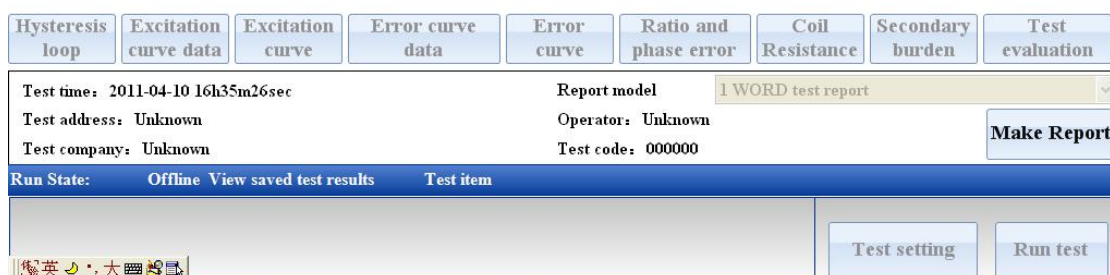 Hysteresis loop
Excitation curve data
Excitation curve
Error curve data
Error curve
Ratio and phase error
Coil Resistance
Secondary burden
Test evaluation
Test time: 2011-04-10 16h35m26sec
Report model
1 WORD test report
Test address: Unknown
Operator: Unknown
Make Report
Test company: Unknown
Test code: 000000
Run State:
Offline View saved test results
Test item
Test setting
Run test
英
大